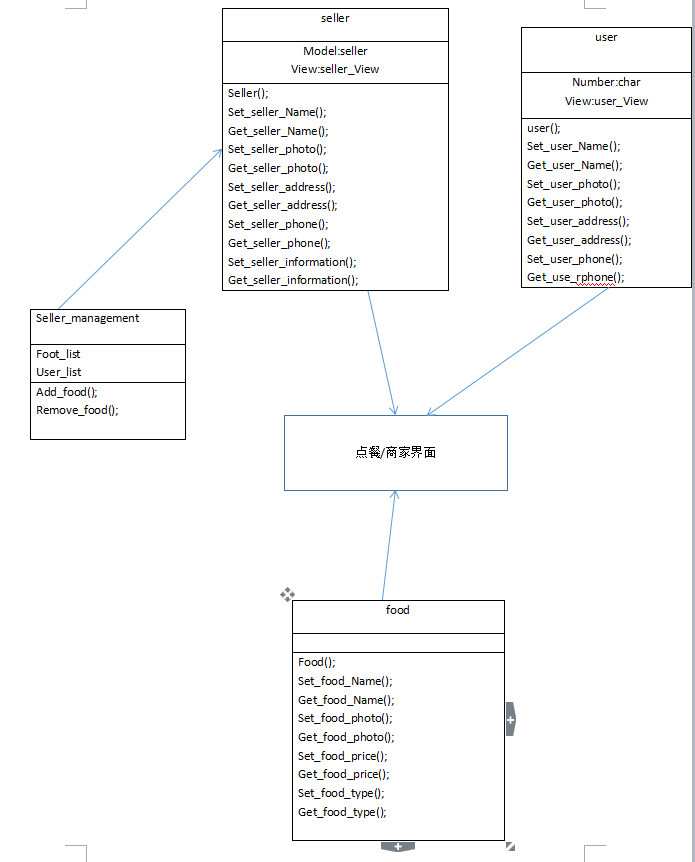 seller
Model:seller
View:seller_View
Seller();
Set_seller_Name();
Get_seller_Name();
Set_seller_photo();
Get_seller_photo();
Set_seller_address();
Get_seller_address();
Set_seller_phone();
Get_seller_phone();
Set_seller_information();
Get_seller_information();
user
Number:char
View:user_View
user();
Set_user_Name();
Get_user_Name();
Set_user_photo();
Get_user_photo();
Set_user_address();
Get_user_address();
Set_user_phone();
Get_use_rphone();
Seller_management
Foot_list
User_list
Add_food();
Remove_food();
点餐/商家界面
food
Food();
Set_food_Name();
Get_food_Name();
Set_food_photo();
Get_food_photo();
Set_food_price();
Get_food_price();
Set_food_type();
Get_food_type();